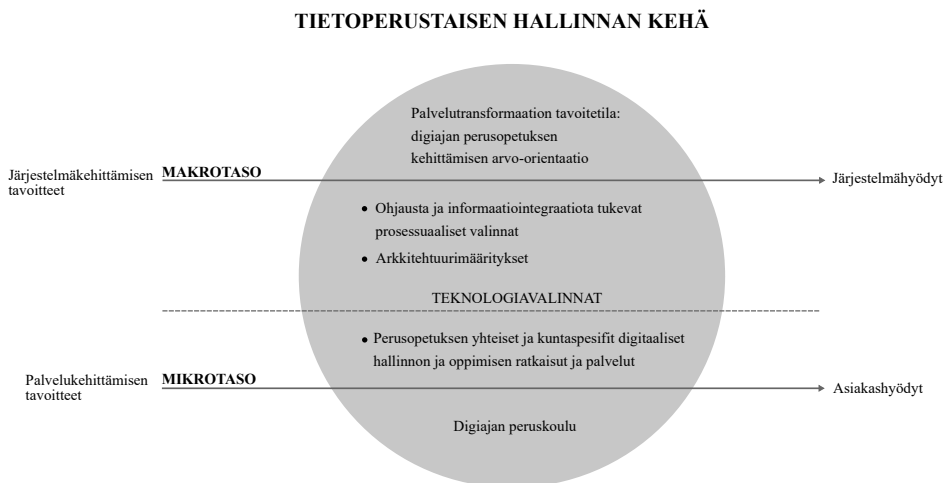 TIETOPERUSTAISEN HALLINNAN KEHÄ
Palvelutransformaation tavoitetila:
digiajan perusopetuksen
kehittämisen arvo-orientaatio
Järjestelmäkehittämisen
tavoitteet
MAKROTASO
Järjestelmähyödyt
• Ohjausta ja informaatiointegraatiota tukevat
prosessuaaliset valinnat
• Arkkitehtuurimääritykset
TEKNOLOGIAVALINNAT
• Perusopetuksen yhteiset ja kuntaspesifit digitaaliset
hallinnon ja oppimisen ratkaisut ja palvelut
Palvelukehittämisen
tavoitteet
MIKROTASO
Asiakashyödyt
Digiajan peruskoulu